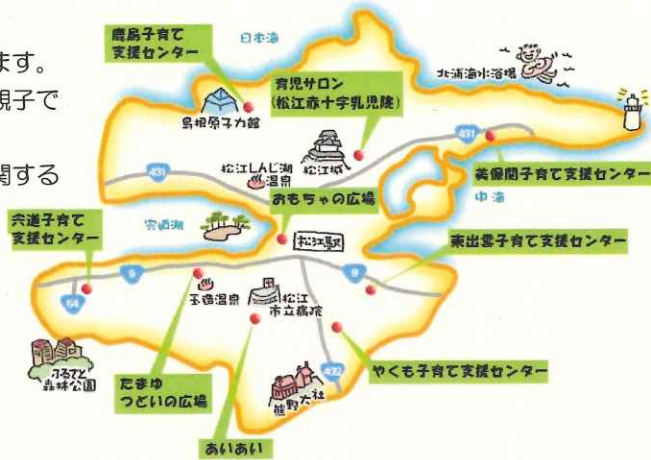 ます。
親子で
関する
鹿島子育て
支援センター
日本海
北浦海水浴場
育児サロン
(松江赤十字乳児院)
島根原子力館
431
松江しんじ湖
温泉
松江城
431
美保関子育て支援センター
おもちゃの広場
中海
宍道子育て
支援センター
宍道湖
松江駅
東出雲子育て支援センター
9
9
54
玉造温泉
松江
市立病院
ふるさと
森林公園
たまゆ
つどいの広場
やくも子育て支援センター
432
熊野大社
あいあい